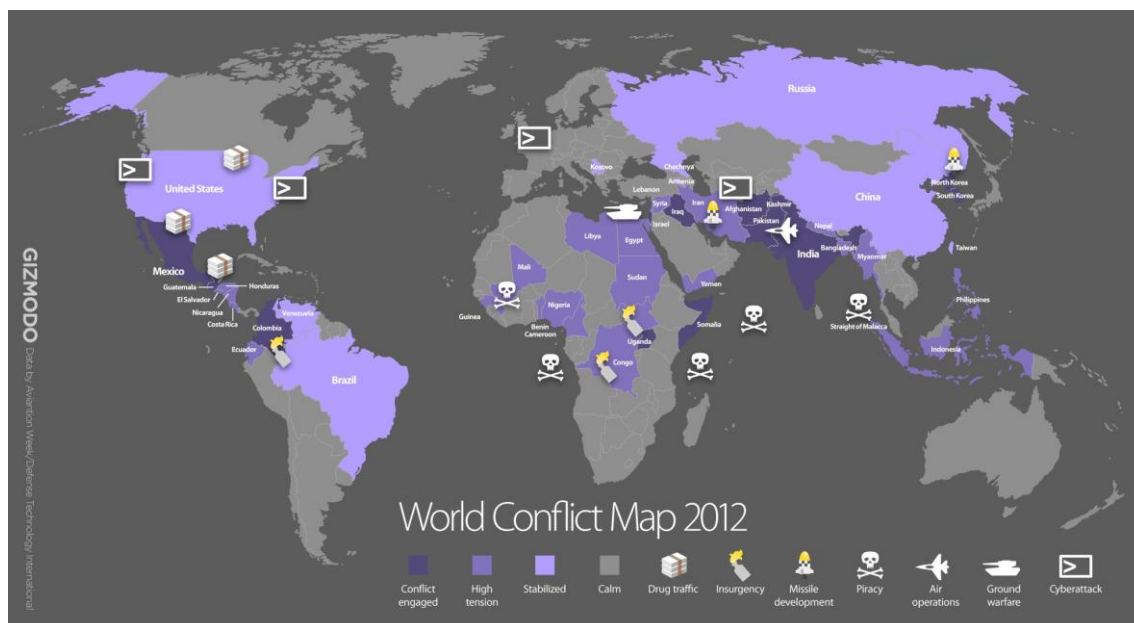 Russia
Kosovo
Chechnya
Armenia
United States
Lebanon
Syria
Iraq
Iran
Afghanistan
Kashmir
Pakistan
Israel
China
North Korea
South Korea
Nepal
India
Bangladesh
Myanmar
Taiwan
Libya
Egypt
Mexico
Guatemala
Honduras
El Salvador
Nicaragua
Costa Rica
Mali
Sudan
Yemen
Philippines
Venezuela
Colombia
Ecuador
Guinea
Nigeria
Benin
Cameroon
Uganda
Somalia
Straight of Malacca
Indonesia
Congo
Brazil
GIZMODO Data by Aviantion Week/Defense Technology International
World Conflict Map 2012
Conflict engaged
High tension
Stabilized
Calm
Drug traffic
Insurgency
Missile development
Piracy
Air operations
Ground warfare
Cyberattack